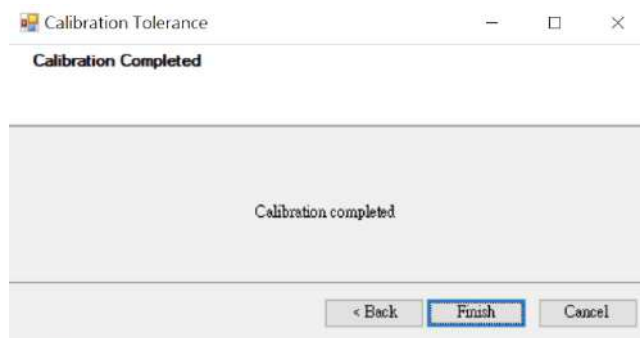 Calibration Tolerance
Calibration Completed
Calibration completed
< Back Finish Cancel